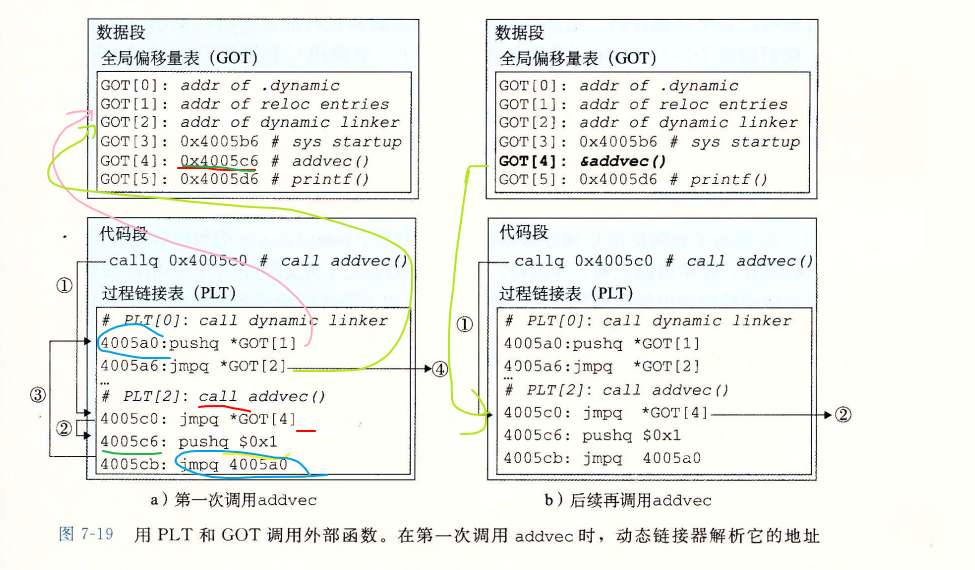 数据段
全局偏移量表（GOT）
GOT[0]: addr of .dynamic
GOT[1]: addr of reloc entries
GOT[2]: addr of dynamic linker
GOT[3]: 0x4005b6 # sys startup
GOT[4]: 0x4005c6 # addvec()
GOT[5]: 0x4005d6 # printf()
代码段
callq 0x4005c0 # call addvec()
①
过程链接表（PLT）
# PLT[0]: call dynamic linker
4005a0:pushq *GOT[1]
4005a6:jmpq *GOT[2]
④
…
③
# PLT[2]: call addvec()
4005c0: jmpq *GOT[4]
②
4005c6: pushq $0x1
4005cb: jmpq 4005a0
a）第一次调用addvec
数据段
全局偏移量表（GOT）
GOT[0]: addr of .dynamic
GOT[1]: addr of reloc entries
GOT[2]: addr of dynamic linker
GOT[3]: 0x4005b6 # sys startup
GOT[4]: &addvec()
GOT[5]: 0x4005d6 # printf()
代码段
callq 0x4005c0 # call addvec()
过程链接表（PLT）
①
# PLT[0]: call dynamic linker
4005a0:pushq *GOT[1]
4005a6:jmpq *GOT[2]
…
# PLT[2]: call addvec()
4005c0: jmpq *GOT[4]
②
4005c6: pushq $0x1
4005cb: jmpq 4005a0
b）后续再调用addvec
图 7-19 用 PLT 和 GOT 调用外部函数。在第一次调用 addvec 时，动态链接器解析它的地址